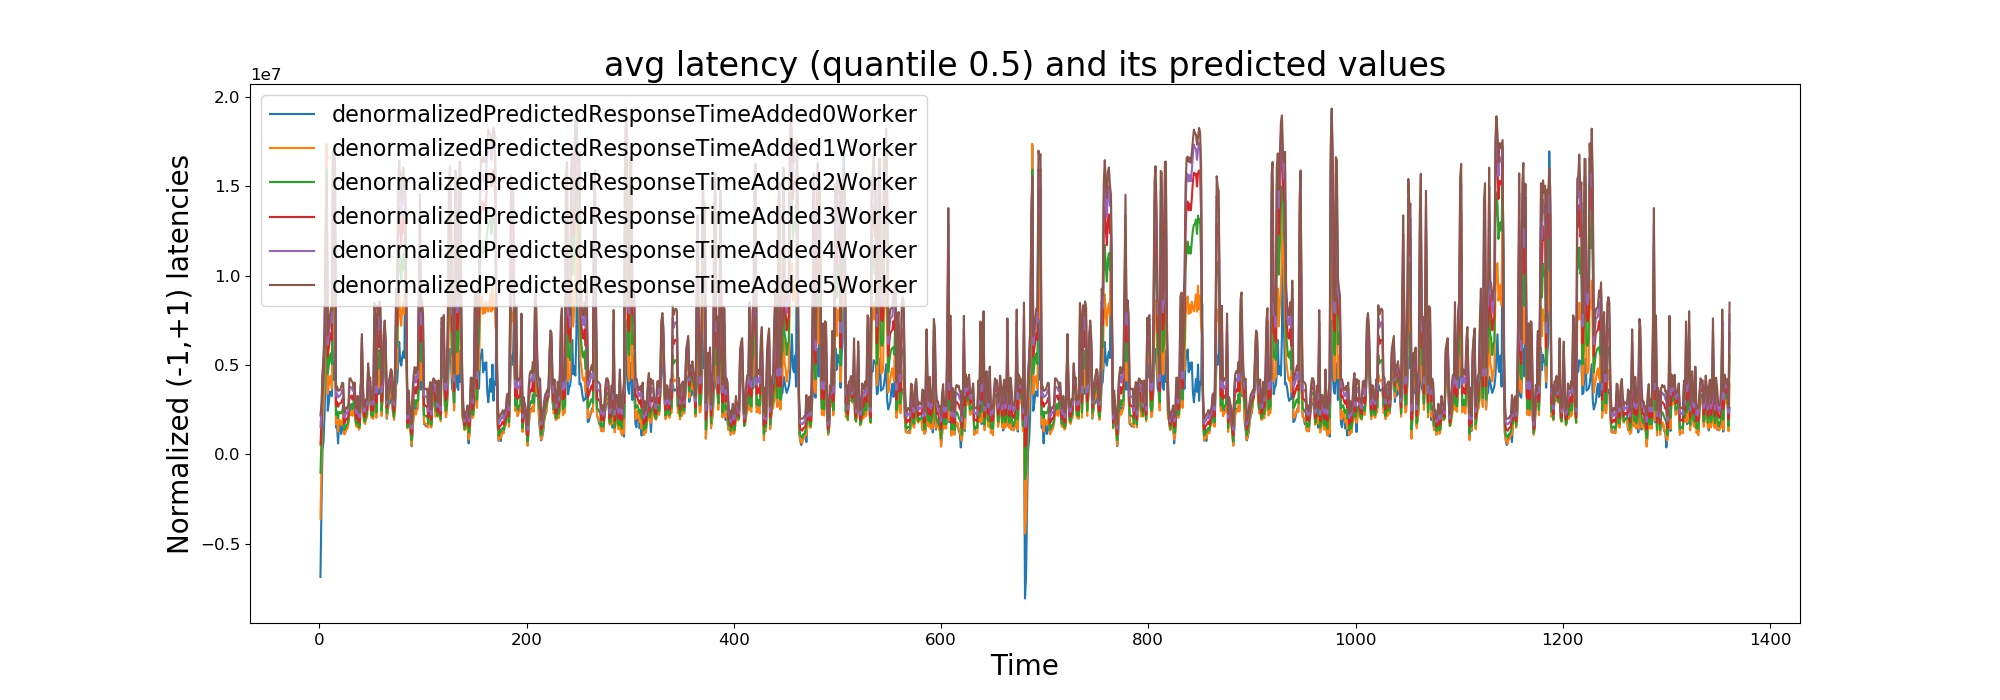 avg latency (quantile 0.5) and its predicted values
1e7
2.0
1.5
1.0
0.5
0.0
−0.5
Normalized (-1,+1) latencies
denormalizedPredictedResponseTimeAdded0Worker
denormalizedPredictedResponseTimeAdded1Worker
denormalizedPredictedResponseTimeAdded2Worker
denormalizedPredictedResponseTimeAdded3Worker
denormalizedPredictedResponseTimeAdded4Worker
denormalizedPredictedResponseTimeAdded5Worker
0 200 400 600 800 1000 1200 1400
Time